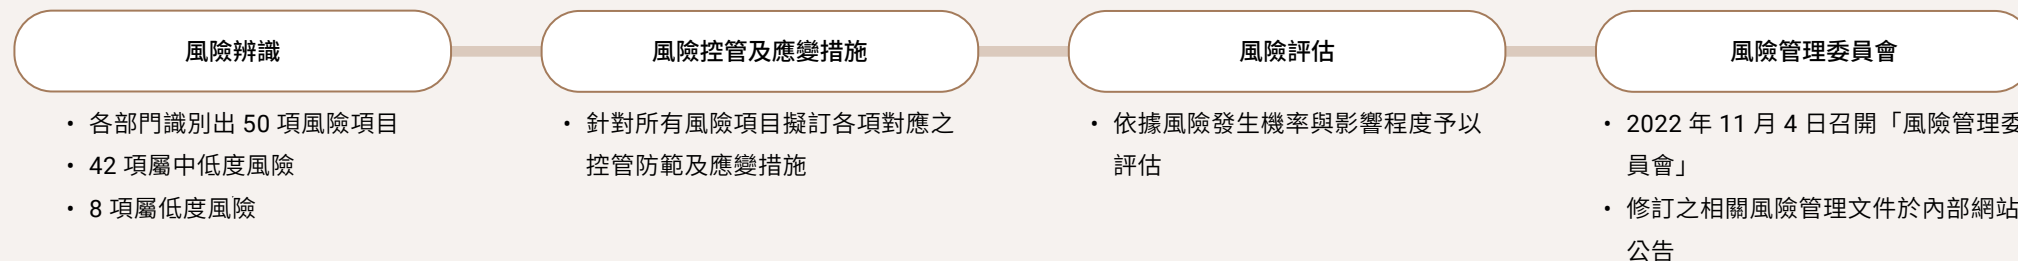 風險辨識
• 各部門識別出 50 項風險項目
• 42 項屬中低度風險
• 8 項屬低度風險
風險控管及應變措施
• 針對所有風險項目擬訂各項對應之
控管防範及應變措施
風險評估
• 依據風險發生機率與影響程度予以
評估
風險管理委員會
• 2022 年 11 月 4 日召開「風險管理委
員會」
• 修訂之相關風險管理文件於內部網站
公告